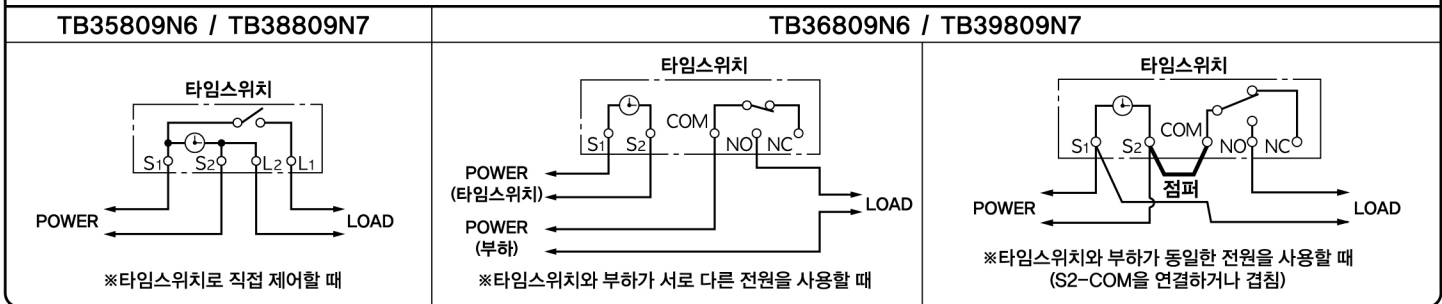 TB35809N6 / TB38809N7
타임스위치
S1 S2 L2 L1
POWER
LOAD
※타임스위치로 직접 제어할 때
TB36809N6 / TB39809N7
타임스위치
COM
S1 S2 NO NC
POWER
(타임스위치)
POWER
(부하)
LOAD
※타임스위치와 부하가 서로 다른 전원을 사용할 때
타임스위치
COM
S1 S2 NO NC
점퍼
POWER
LOAD
※타임스위치와 부하가 동일한 전원을 사용할 때
(S2-COM을 연결하거나 겹침)